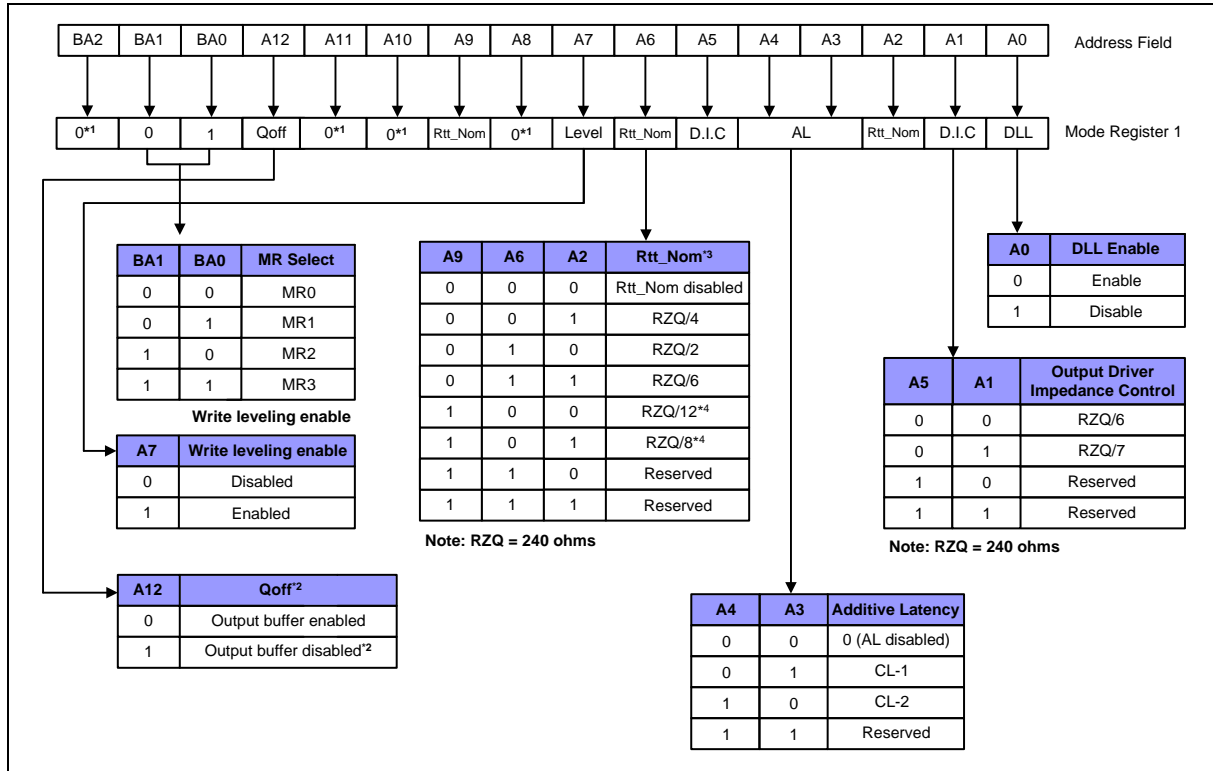 BA2 BA1 BA0 A12 A11 A10 A9 A8 A7 A6 A5 A4 A3 A2 A1 A0 Address Field
0*1 0 1 Qoff 0*1 0*1 Rtt_Nom 0*1 Level Rtt_Nom D.I.C AL Rtt_Nom D.I.C DLL Mode Register 1
BA1 BA0 MR Select
0 0 MR0
0 1 MR1
1 0 MR2
1 1 MR3
Write leveling enable
A7 Write leveling enable
0 Disabled
1 Enabled
A12 Qoff*2
0 Output buffer enabled
1 Output buffer disabled*2
A9 A6 A2 Rtt_Nom*3
0 0 0 Rtt_Nom disabled
0 0 1 RZQ/4
0 1 0 RZQ/2
0 1 1 RZQ/6
1 0 0 RZQ/12*4
1 0 1 RZQ/8*4
1 1 0 Reserved
1 1 1 Reserved
Note: RZQ = 240 ohms
A4 A3 Additive Latency
0 0 0 (AL disabled)
0 1 CL-1
1 0 CL-2
1 1 Reserved
A0 DLL Enable
0 Enable
1 Disable
A5 A1 Output Driver
Impedance Control
0 0 RZQ/6
0 1 RZQ/7
1 0 Reserved
1 1 Reserved
Note: RZQ = 240 ohms